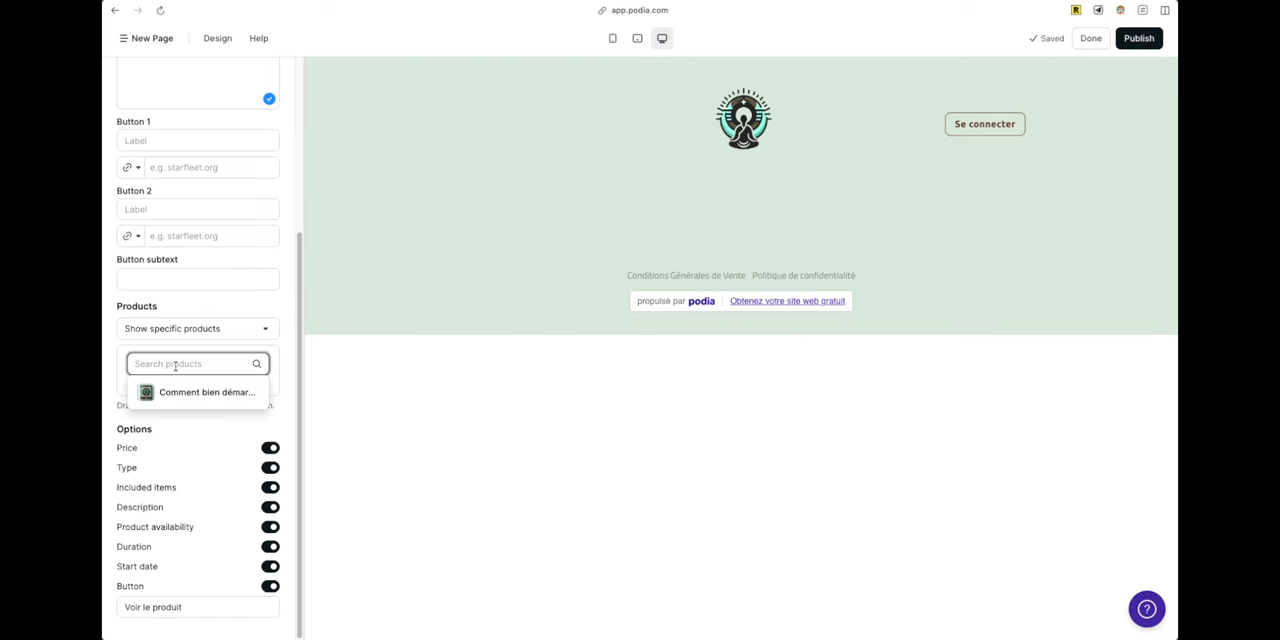 app.podia.com
R
New Page
Design
Help
Saved
Done
Publish
Button 1
Label
e.g. starfleet.org
Button 2
Label
e.g. starfleet.org
Button subtext
Products
Show specific products
Search products
Comment bien démar...
Options
Price
Type
Included items
Description
Product availability
Duration
Start date
Button
Voir le produit
Se connecter
Conditions Générales de Vente Politique de confidentialité
propulsé par podia Obtenez votre site web gratuit